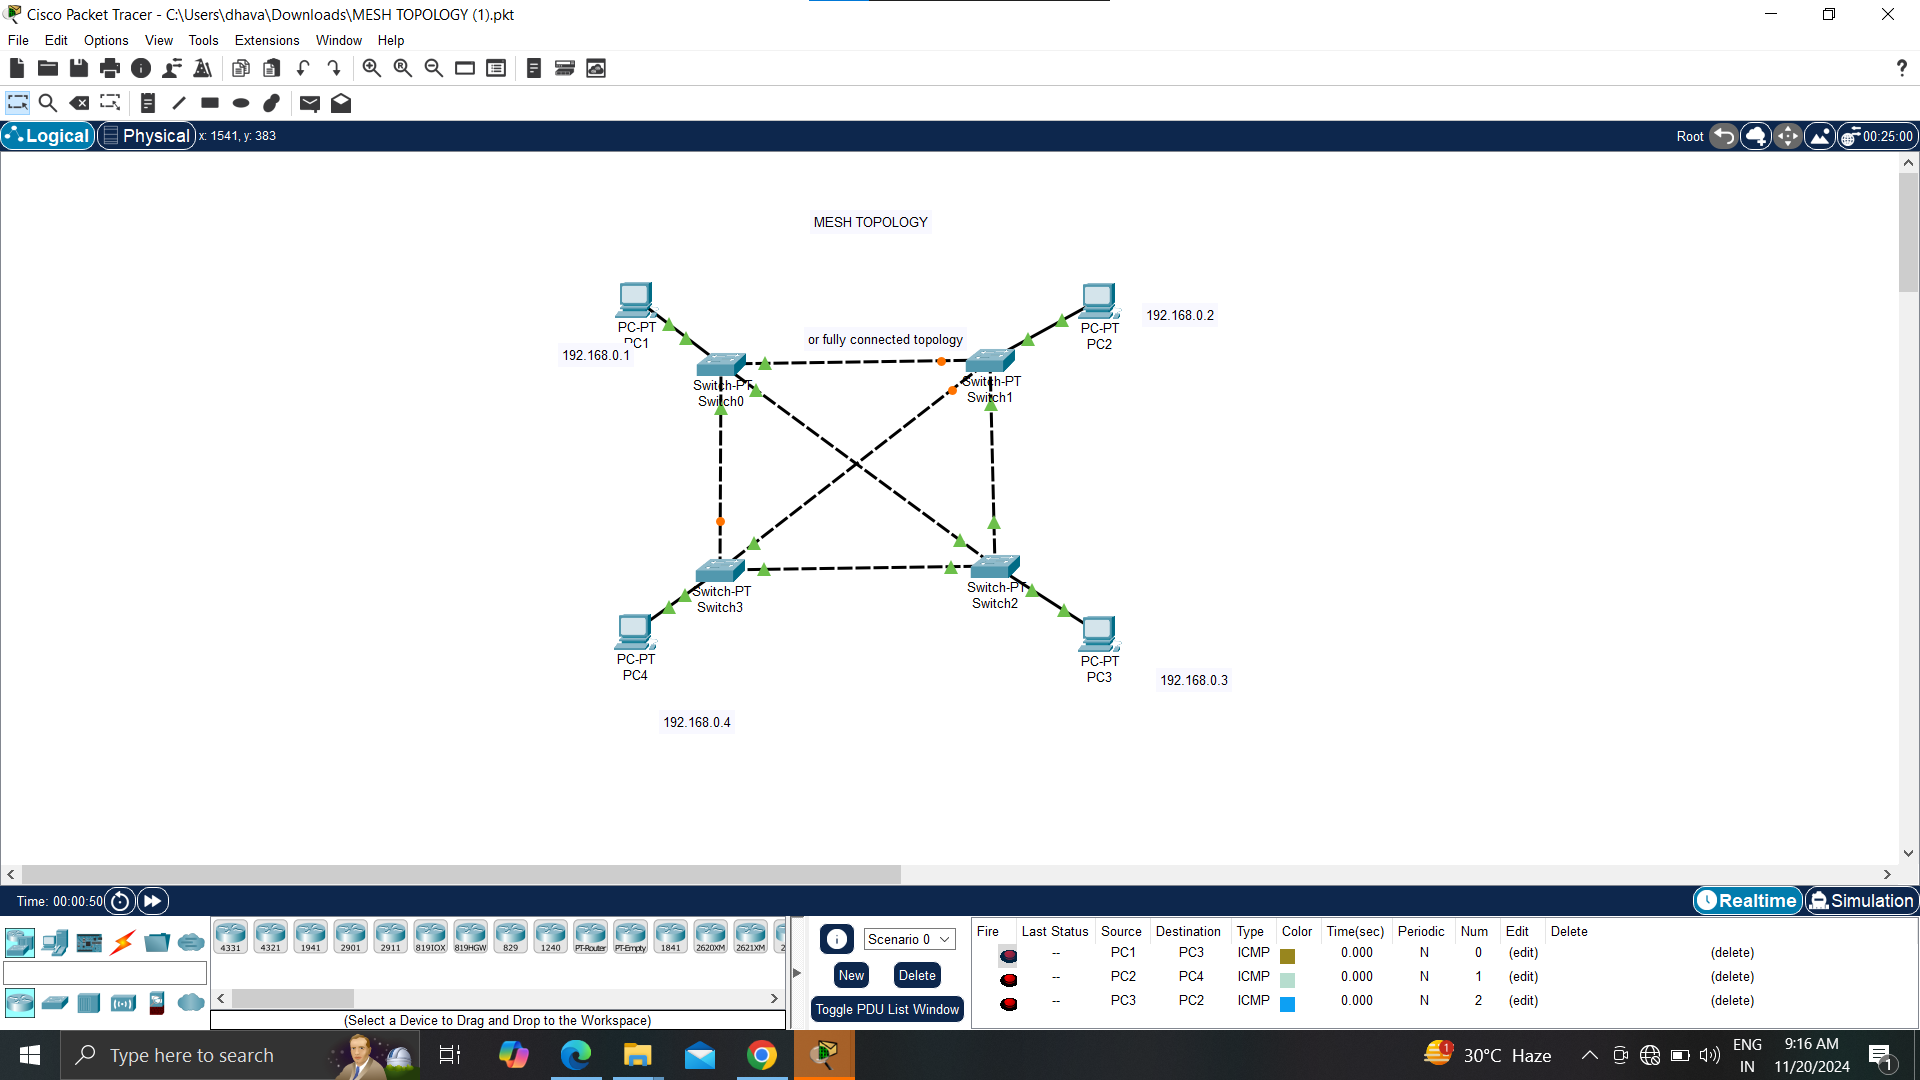 Cisco Packet Tracer - C:\Users\dhava\Downloads\MESH TOPOLOGY (1).pkt
File Edit Options View Tools Extensions Window Help
?
Logical Physical x: 1541, y: 383
Root 00:25:00
MESH TOPOLOGY
PC-PT
PC1
192.168.0.1
or fully connected topology
PC-PT
PC2
192.168.0.2
Switch-PT
Switch0
Switch-PT
Switch1
Switch-PT
Switch3
Switch-PT
Switch2
PC-PT
PC4
192.168.0.4
PC-PT
PC3
192.168.0.3
Time: 00:00:50
Realtime Simulation
4331 4321 1941 2901 2911 819IOX 819HGW 829 1240 PT-Router PT-Empty 1841 2620XM 2621XM 2
(Select a Device to Drag and Drop to the Workspace)
Scenario 0
New Delete
Toggle PDU List Window
Fire Last Status Source Destination Type Color Time(sec) Periodic Num Edit Delete
-- PC1 PC3 ICMP 0.000 N 0 (edit) (delete)
-- PC2 PC4 ICMP 0.000 N 1 (edit) (delete)
-- PC3 PC2 ICMP 0.000 N 2 (edit) (delete)
Type here to search
1
30°C Haze
ENG
IN
9:16 AM
11/20/2024
1